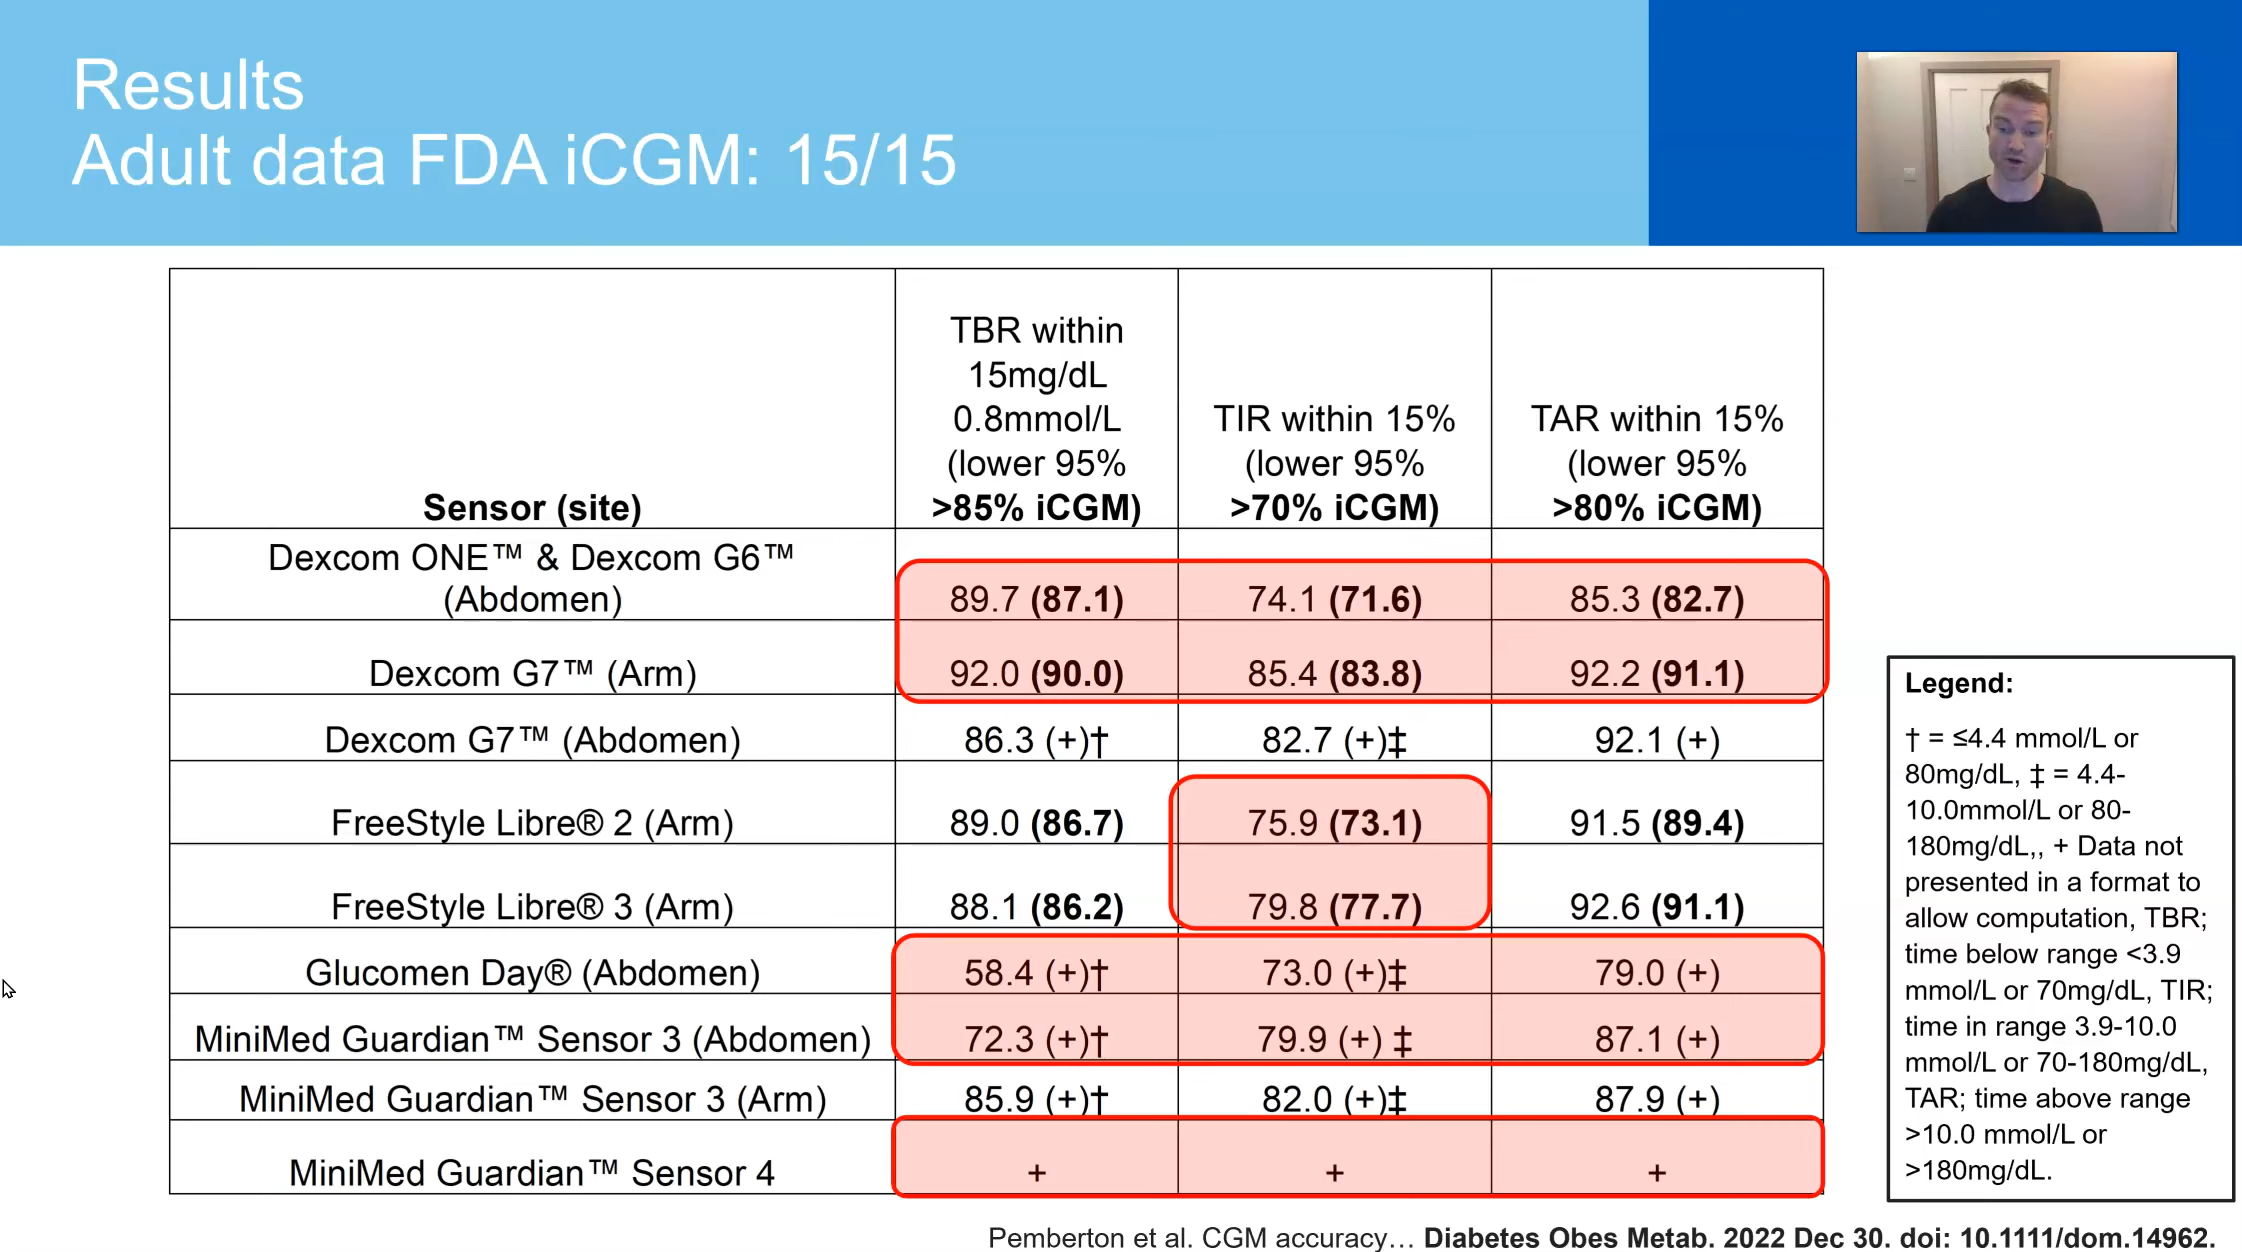 Results
Adult data FDA iCGM: 15/15
Sensor (site)
TBR within
15mg/dL
0.8mmol/L
(lower 95%
>85% iCGM)
TIR within 15%
(lower 95%
>70% iCGM)
TAR within 15%
(lower 95%
>80% iCGM)
Dexcom ONE™ & Dexcom G6™
(Abdomen)
89.7 (87.1)
74.1 (71.6)
85.3 (82.7)
Dexcom G7™ (Arm)
92.0 (90.0)
85.4 (83.8)
92.2 (91.1)
Dexcom G7™ (Abdomen)
86.3 (+)†
82.7 (+)‡
92.1 (+)
FreeStyle Libre® 2 (Arm)
89.0 (86.7)
75.9 (73.1)
91.5 (89.4)
FreeStyle Libre® 3 (Arm)
88.1 (86.2)
79.8 (77.7)
92.6 (91.1)
Glucomen Day® (Abdomen)
58.4 (+)†
73.0 (+)‡
79.0 (+)
MiniMed Guardian™ Sensor 3 (Abdomen)
72.3 (+)†
79.9 (+) ‡
87.1 (+)
MiniMed Guardian™ Sensor 3 (Arm)
85.9 (+)†
82.0 (+)‡
87.9 (+)
MiniMed Guardian™ Sensor 4
+
+
+
Legend:
† = ≤4.4 mmol/L or
80mg/dL, ‡ = 4.4-
10.0mmol/L or 80-
180mg/dL,, + Data not
presented in a format to
allow computation, TBR;
time below range <3.9
mmol/L or 70mg/dL, TIR;
time in range 3.9-10.0
mmol/L or 70-180mg/dL,
TAR; time above range
>10.0 mmol/L or
>180mg/dL.
Pemberton et al. CGM accuracy… Diabetes Obes Metab. 2022 Dec 30. doi: 10.1111/dom.14962.